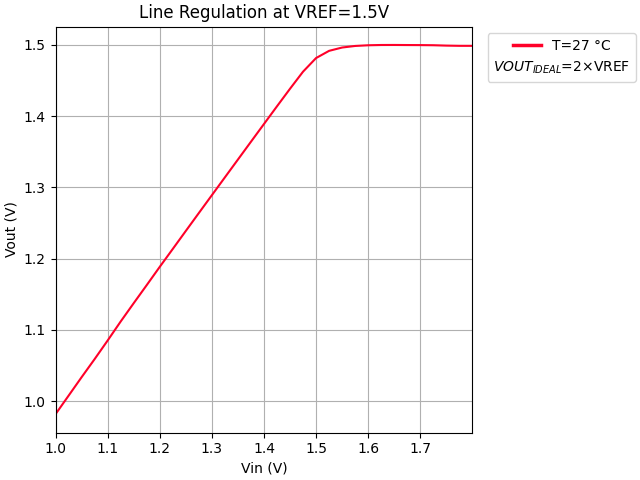 Line Regulation at VREF=1.5V
T=27 °C
VOUT_IDEAL=2×VREF
1.5
1.4
1.3
1.2
1.1
1.0
Vout (V)
1.0 1.1 1.2 1.3 1.4 1.5 1.6 1.7
Vin (V)